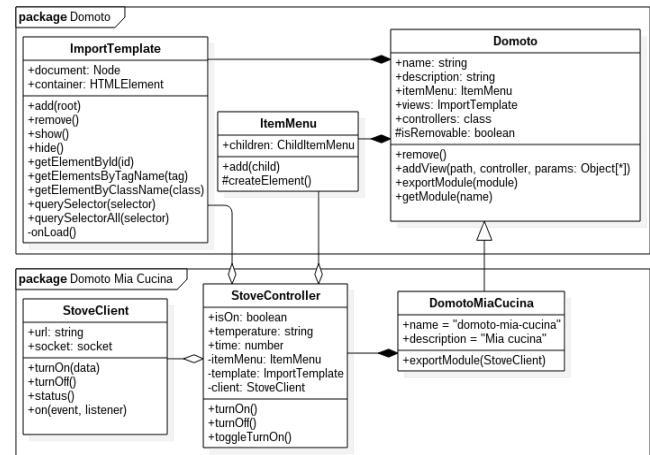 package Domoto
ImportTemplate
+document: Node
+container: HTMLElement
+add(root)
+remove()
+show()
+hide()
+getElementById(id)
+getElementsByTagName(tag)
+getElementByClassName(class)
+querySelector(selector)
+querySelectorAll(selector)
-onLoad()
ItemMenu
+children: ChildItemMenu
+add(child)
#createElement()
Domoto
+name: string
+description: string
+itemMenu: ItemMenu
+views: ImportTemplate
+controllers: class
#isRemovable: boolean
+remove()
+addView(path, controller, params: Object[*])
+exportModule(module)
+getModule(name)
package Domoto Mia Cucina
StoveClient
+url: string
+socket: socket
+turnOn(data)
+turnOff()
+status()
+on(event, listener)
StoveController
+isOn: boolean
+temperature: string
+time: number
-itemMenu: ItemMenu
-template: ImportTemplate
-client: StoveClient
+turnOn()
+turnOff()
+toggleTurnOn()
DomotoMiaCucina
+name = "domoto-mia-cucina"
+description = "Mia cucina"
+exportModule(StoveClient)